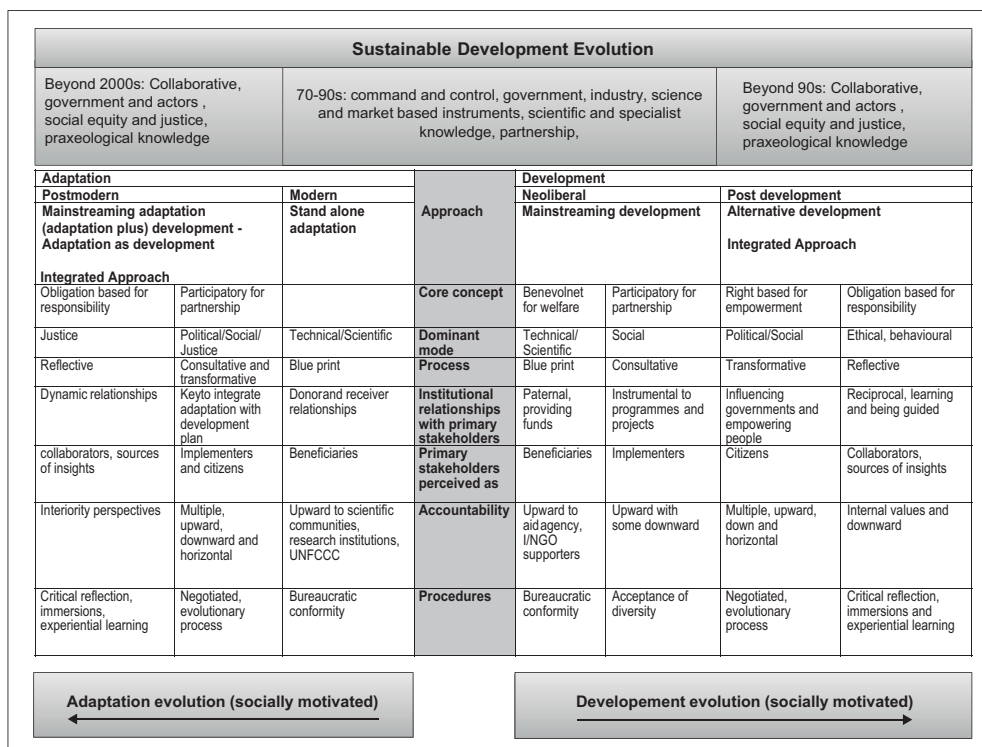 Sustainable Development Evolution
Beyond 2000s: Collaborative,
government and actors ,
social equity and justice,
praxeological knowledge
70-90s: command and control, government, industry, science
and market based instruments, scientific and specialist
knowledge, partnership,
Beyond 90s: Collaborative,
government and actors ,
social equity and justice,
praxeological knowledge
Adaptation
Development
Postmodern
Modern
Neoliberal
Post development
Mainstreaming adaptation
(adaptation plus) development -
Adaptation as development
Integrated Approach
Stand alone
adaptation
Approach
Mainstreaming development
Alternative development
Integrated Approach
Obligation based for
responsibility
Participatory for
partnership
Core concept
Benevolnet
for welfare
Participatory for
partnership
Right based for
empowerment
Obligation based for
responsibility
Justice
Political/Social/
Justice
Technical/Scientific
Dominant
mode
Technical/
Scientific
Social
Political/Social
Ethical, behavioural
Reflective
Consultative and
transformative
Blue print
Process
Blue print
Consultative
Transformative
Reflective
Dynamic relationships
Keyto integrate
adaptation with
development
plan
Donorand receiver
relationships
Institutional
relationships
with primary
stakeholders
Paternal,
providing
funds
Instrumental to
programmes and
projects
Influencing
governments and
empowering
people
Reciprocal, learning
and being guided
collaborators, sources
of insights
Implementers
and citizens
Beneficiaries
Primary
stakeholders
perceived as
Beneficiaries
Implementers
Citizens
Collaborators,
sources of insights
Interiority perspectives
Multiple,
upward,
downward and
horizontal
Upward to scientific
communities,
research institutions,
UNFCCC
Accountability
Upward to
aidagency,
I/NGO
supporters
Upward with
some downward
Multiple, upward,
down and
horizontal
Internal values and
downward
Critical reflection,
immersions,
experiential learning
Negotiated,
evolutionary
process
Bureaucratic
conformity
Procedures
Bureaucratic
conformity
Acceptance of
diversity
Negotiated,
evolutionary
process
Critical reflection,
immersions and
experiential learning
Adaptation evolution (socially motivated)
Developement evolution (socially motivated)